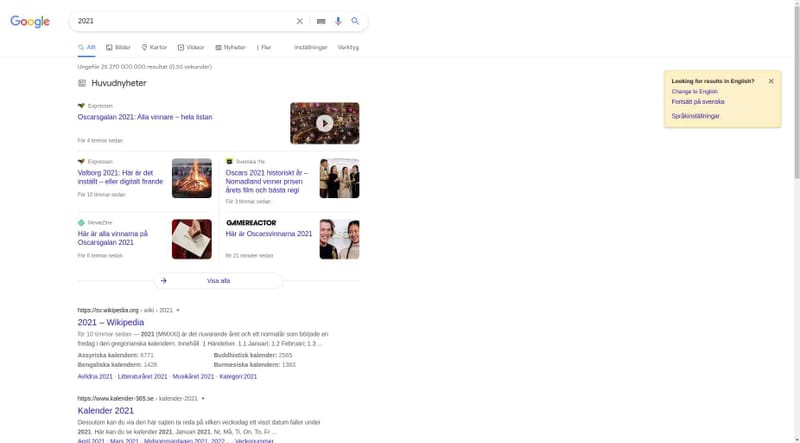 Google
2021
Allt
Bilder
Kartor
Videor
Nyheter
Fler
Inställningar
Verktyg
Ungefär 25 270 000 000 resultat (0,55 sekunder)
Looking for results in English?
Change to English
Fortsätt på svenska
Språkinställningar
Huvudnyheter
Expressen
Oscarsgalan 2021: Alla vinnare – hela listan
För 4 timmar sedan
Expressen
Valborg 2021: Här är det
inställt – eller digitalt firande
För 15 timmar sedan
Svenska Yle
Oscars 2021 historiskt år –
Nomadland vinner prisen
årets film och bästa regi
För 3 timmar sedan
MovieZine
Här är alla vinnarna på
Oscarsgalan 2021
För 6 timmar sedan
GAMEREACTOR
Här är Oscarsvinnarna 2021
för 21 minuter sedan
Visa alla
https://sv.wikipedia.org › wiki › 2021
2021 – Wikipedia
för 10 timmar sedan — 2021 (MMXXI) är det nuvarande året och ett normalår som började en
fredag i den gregorianska kalendern. Innehåll. 1 Händelser. 1.1 Januari; 1.2 Februari; 1.3 ...
Assyriska kalendern: 6771
Buddhistisk kalender: 2565
Bengaliska kalendern: 1428
Burmesiska kalendern: 1383
Avlidna 2021 · Litteraturåret 2021 · Musikåret 2021 · Kategori:2021
https://www.kalender-365.se › kalender-2021
Kalender 2021
Dessutom kan du via den här sajten ta reda på vilken veckodag ett visst datum faller under
2021. Här kan du se kalender 2021. Januari 2021. Nr, Må, Ti, On, To, Fr ...
April 2021 · Mars 2021 · Midsommardagen 2021, 2022 ... · Veckonummer